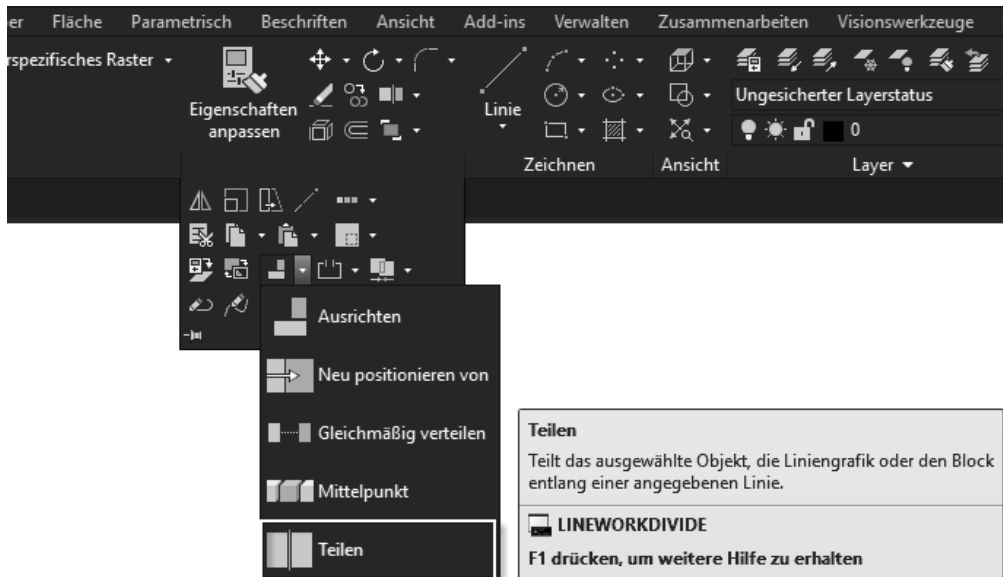 er Fläche Parametrisch Beschriften Ansicht Add-ins Verwalten Zusammenarbeiten Visionswerkzeuge
rspezifisches Raster
Eigenschaften
anpassen
Linie
Ungesicherter Layerstatus
0
Zeichnen Ansicht Layer
Ausrichten
Neu positionieren von
Gleichmäßig verteilen
Mittelpunkt
Teilen
Teilen
Teilt das ausgewählte Objekt, die Liniengrafik oder den Block
entlang einer angegebenen Linie.
LINEWORKDIVIDE
F1 drücken, um weitere Hilfe zu erhalten